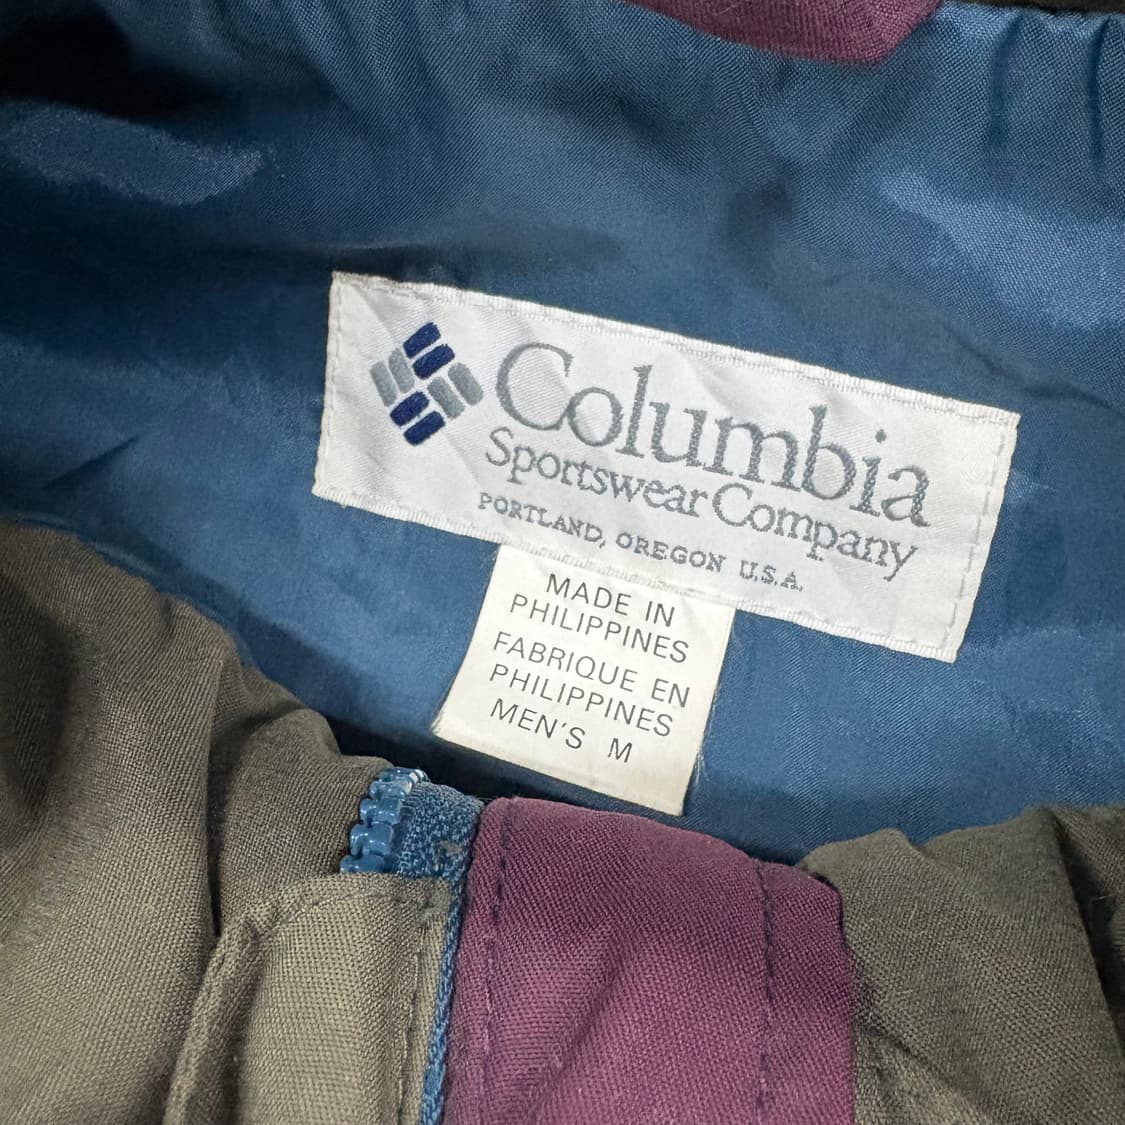 Columbia
Sportswear Company
PORTLAND, OREGON U.S.A.
MADE IN
PHILIPPINES
FABRIQUE EN
PHILIPPINES
MEN'S M